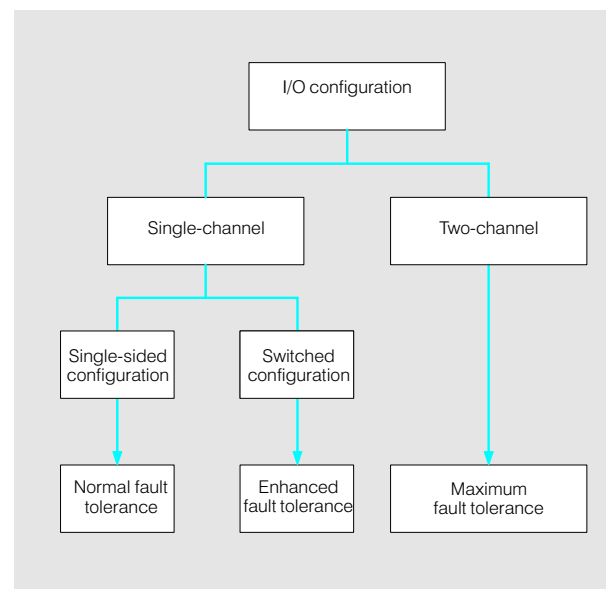 I/O configuration
Single-channel
Two-channel
Single-sided
configuration
Switched
configuration
Normal fault
tolerance
Enhanced
fault tolerance
Maximum
fault tolerance